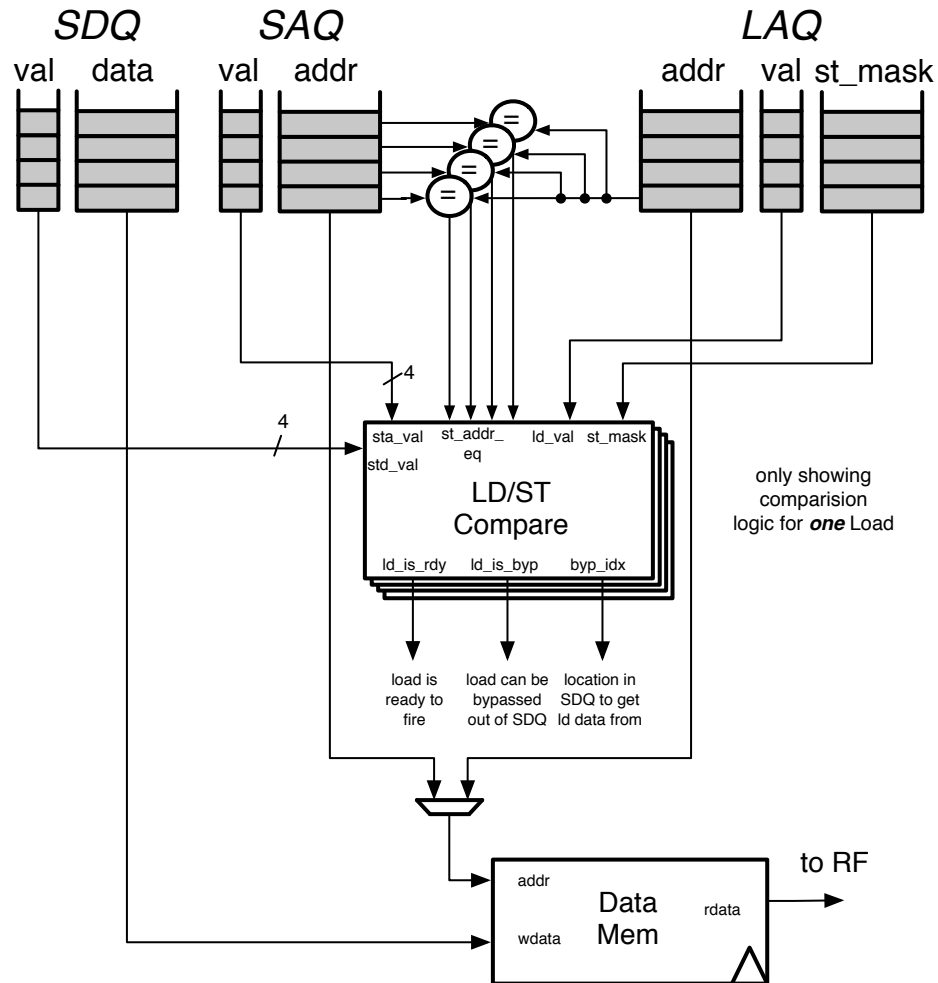 SDQ SAQ LAQ
val data val addr addr val st_mask
=
=
=
=
4
4
sta_val st_addr_ ld_val st_mask
eq
std_val
LD/ST
Compare
ld_is_rdy ld_is_byp byp_idx
only showing
comparision
logic for one Load
load is
ready to
fire
load can be
bypassed
out of SDQ
location in
SDQ to get
ld data from
addr
wdata
Data
Mem
rdata
to RF